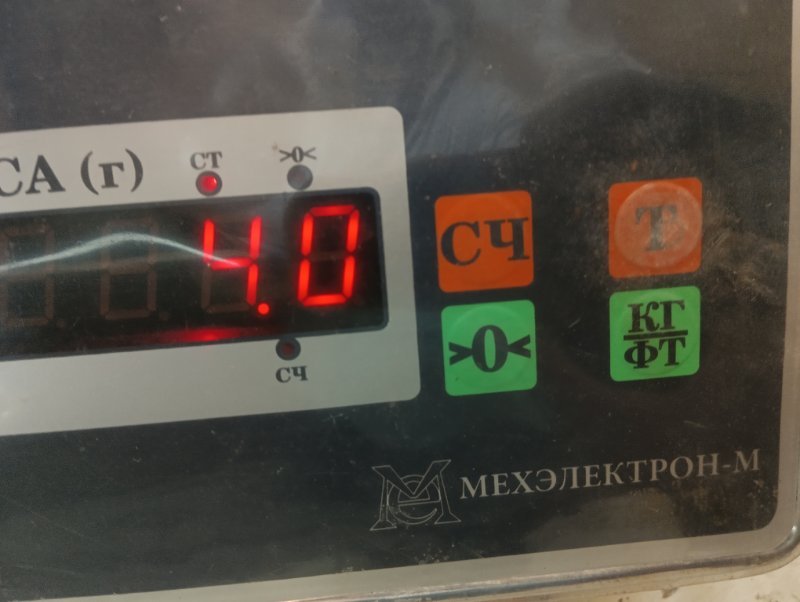 СА (г)
СТ
>0<
4.0
СЧ
СЧ
Т
>0<
КГ
ФТ
МЕХЭЛЕКТРОН-М